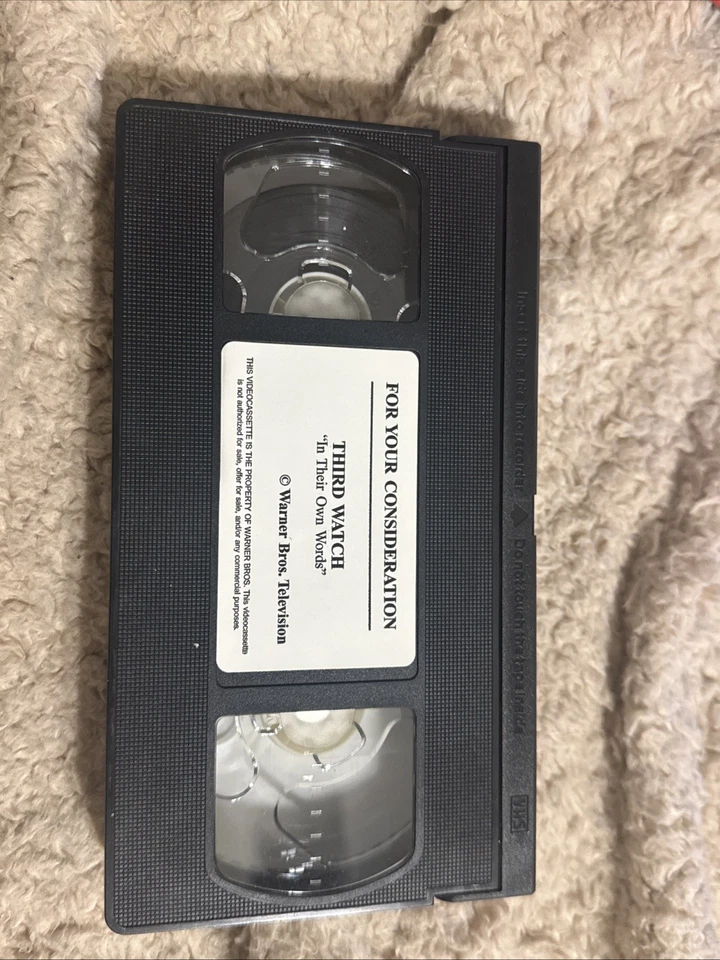 FOR YOUR CONSIDERATION
THIRD WATCH
“In Their Own Words”
© Warner Bros. Television
THIS VIDEOCASSETTE IS THE PROPERTY OF WARNER BROS. This videocassette
is not authorized for sale, offer for sale, and/or any commercial purposes.
Insert this side into recorder △ Do not touch the tape inside
VHS